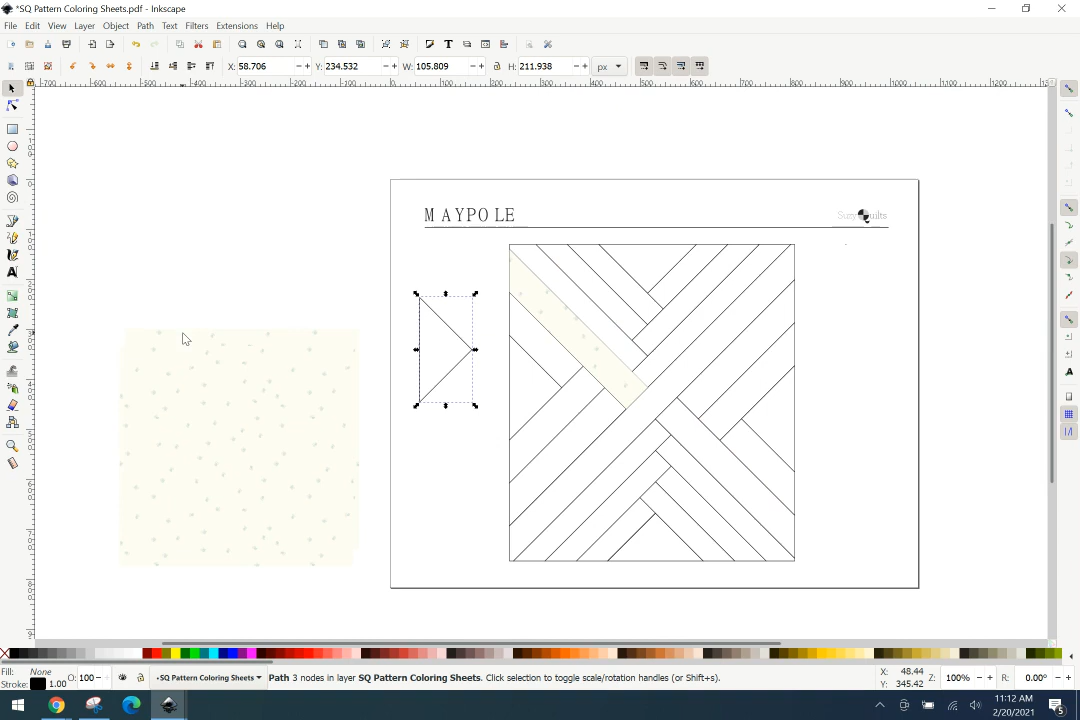 *SQ Pattern Coloring Sheets.pdf - Inkscape
File Edit View Layer Object Path Text Filters Extensions Help
X: 58.706 - + Y: 234.532 - + W: 105.809 - + H: 211.938 - + px
MAYPOLE
Fill: None
Stroke: 1.00 O: 100 - + •SQ Pattern Coloring Sheets Path 3 nodes in layer SQ Pattern Coloring Sheets. Click selection to toggle scale/rotation handles (or Shift+s).
X: 48.44
Y: 345.42 Z: 100% - + R: 0.00° - +
11:12 AM
2/20/2021
5